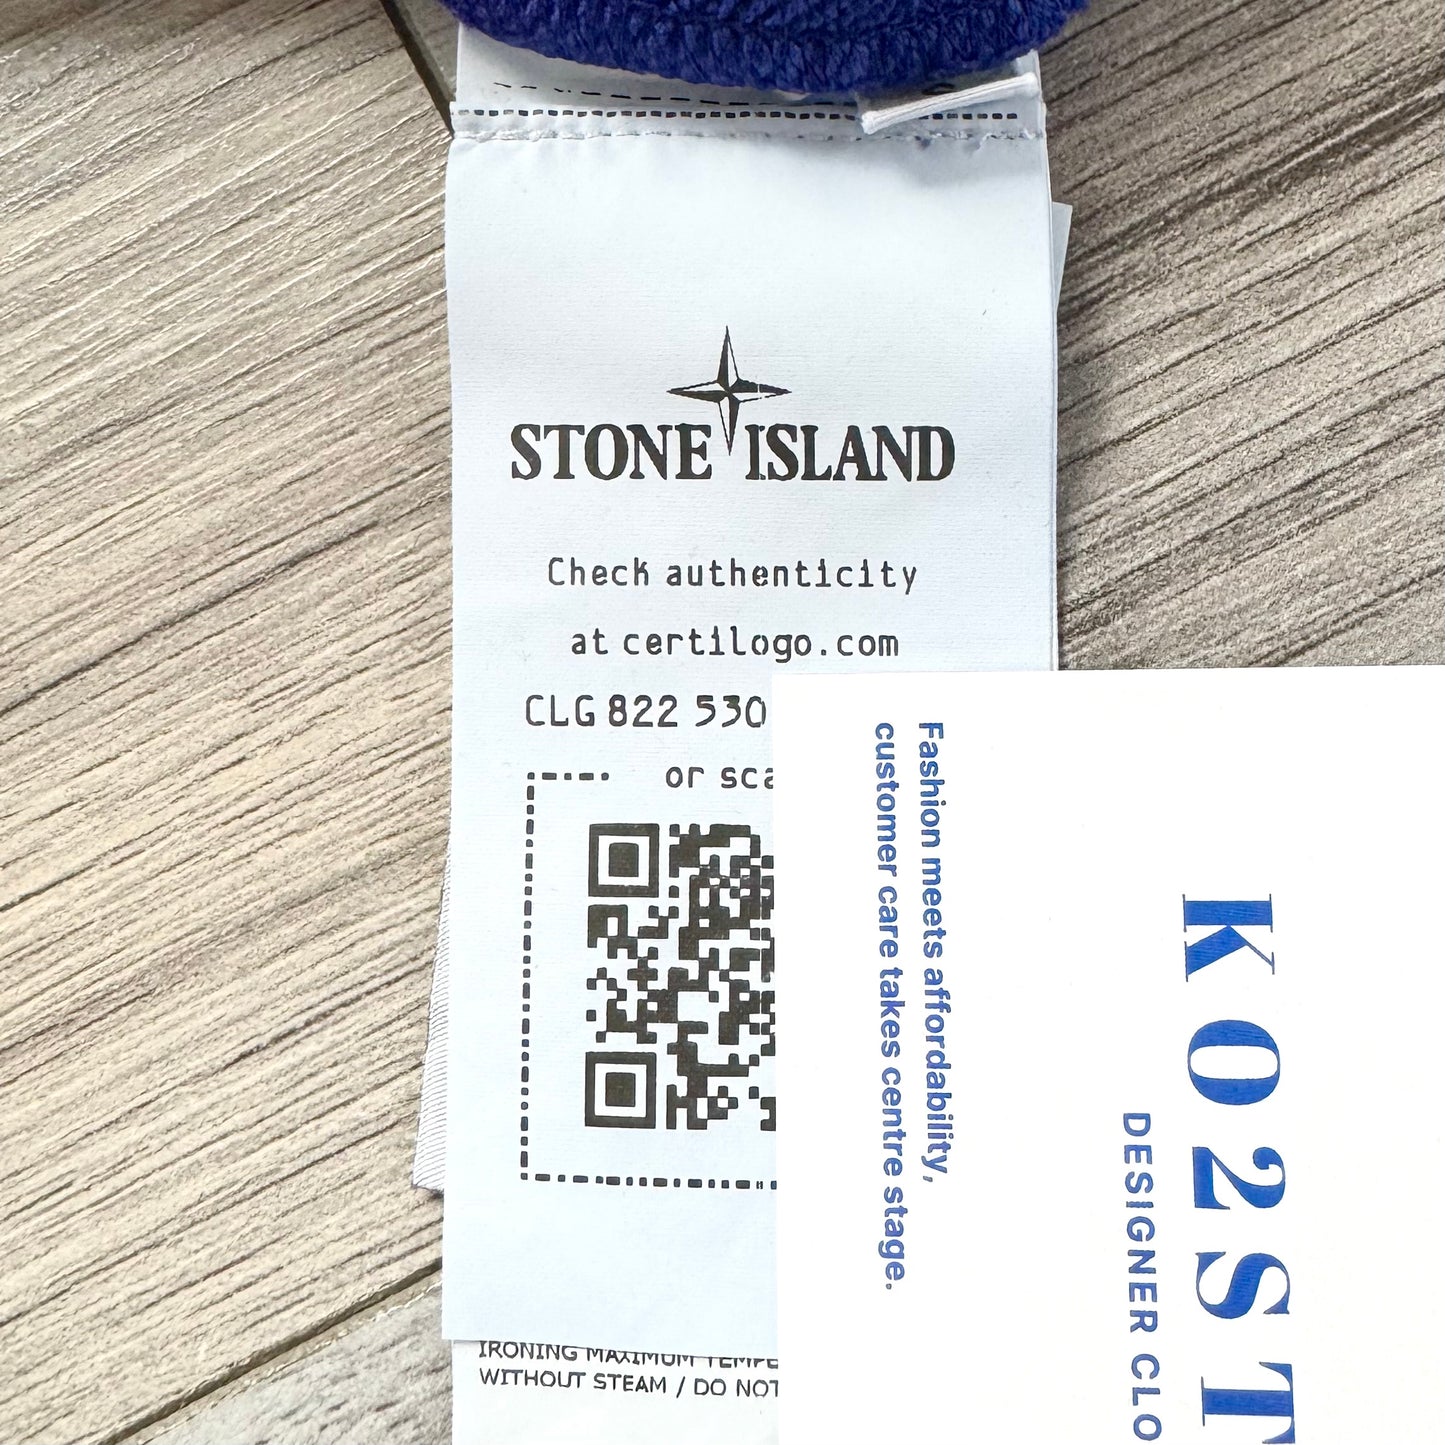 STONE ISLAND
Check authenticity
at certilogo.com
CLG 822 530
or sca
IRONING MAXIMUM TEMPE
WITHOUT STEAM / DO NOT
Fashion meets affordability,
customer care takes centre stage.
K02ST
DESIGNER CLO